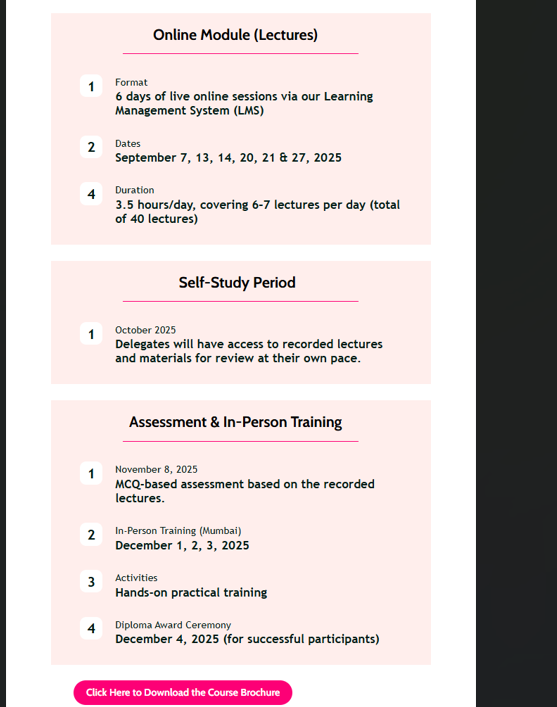 Online Module (Lectures)
1
Format
6 days of live online sessions via our Learning
Management System (LMS)
2
Dates
September 7, 13, 14, 20, 21 & 27, 2025
4
Duration
3.5 hours/day, covering 6-7 lectures per day (total
of 40 lectures)
Self-Study Period
1
October 2025
Delegates will have access to recorded lectures
and materials for review at their own pace.
Assessment & In-Person Training
1
November 8, 2025
MCQ-based assessment based on the recorded
lectures.
2
In-Person Training (Mumbai)
December 1, 2, 3, 2025
3
Activities
Hands-on practical training
4
Diploma Award Ceremony
December 4, 2025 (for successful participants)
Click Here to Download the Course Brochure